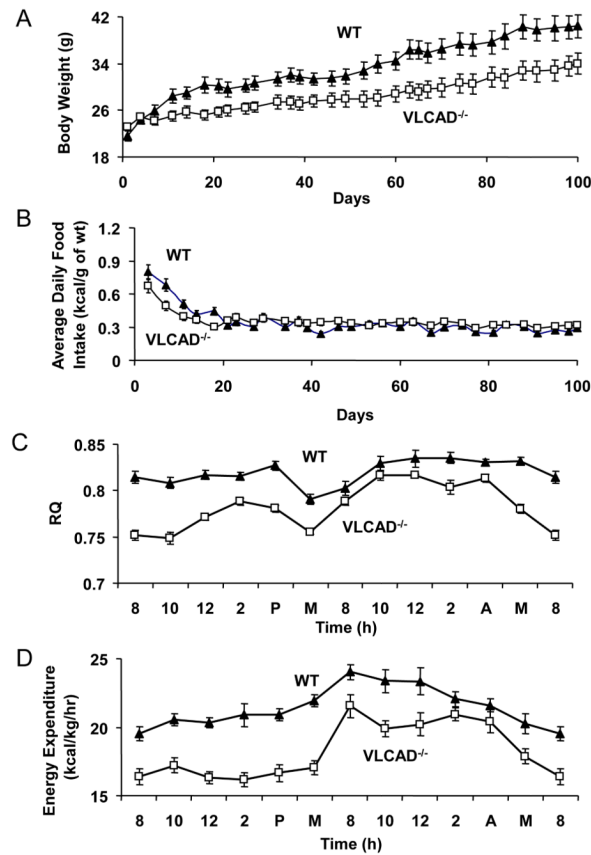 A
Body Weight (g)
42
34
26
18
WT
VLCAD-/-
0 20 40 60 80 100
Days
B
Average Daily Food
Intake (kcal/g of wt)
1.2
0.9
0.6
0.3
0
WT
VLCAD-/-
0 20 40 60 80 100
Days
C
RQ
0.85
0.8
0.75
0.7
WT
VLCAD-/-
8 10 12 2 P M 8 10 12 2 A M 8
Time (h)
D
Energy Expenditure
(kcal/kg/hr)
25
20
15
WT
VLCAD-/-
8 10 12 2 P M 8 10 12 2 A M 8
Time (h)